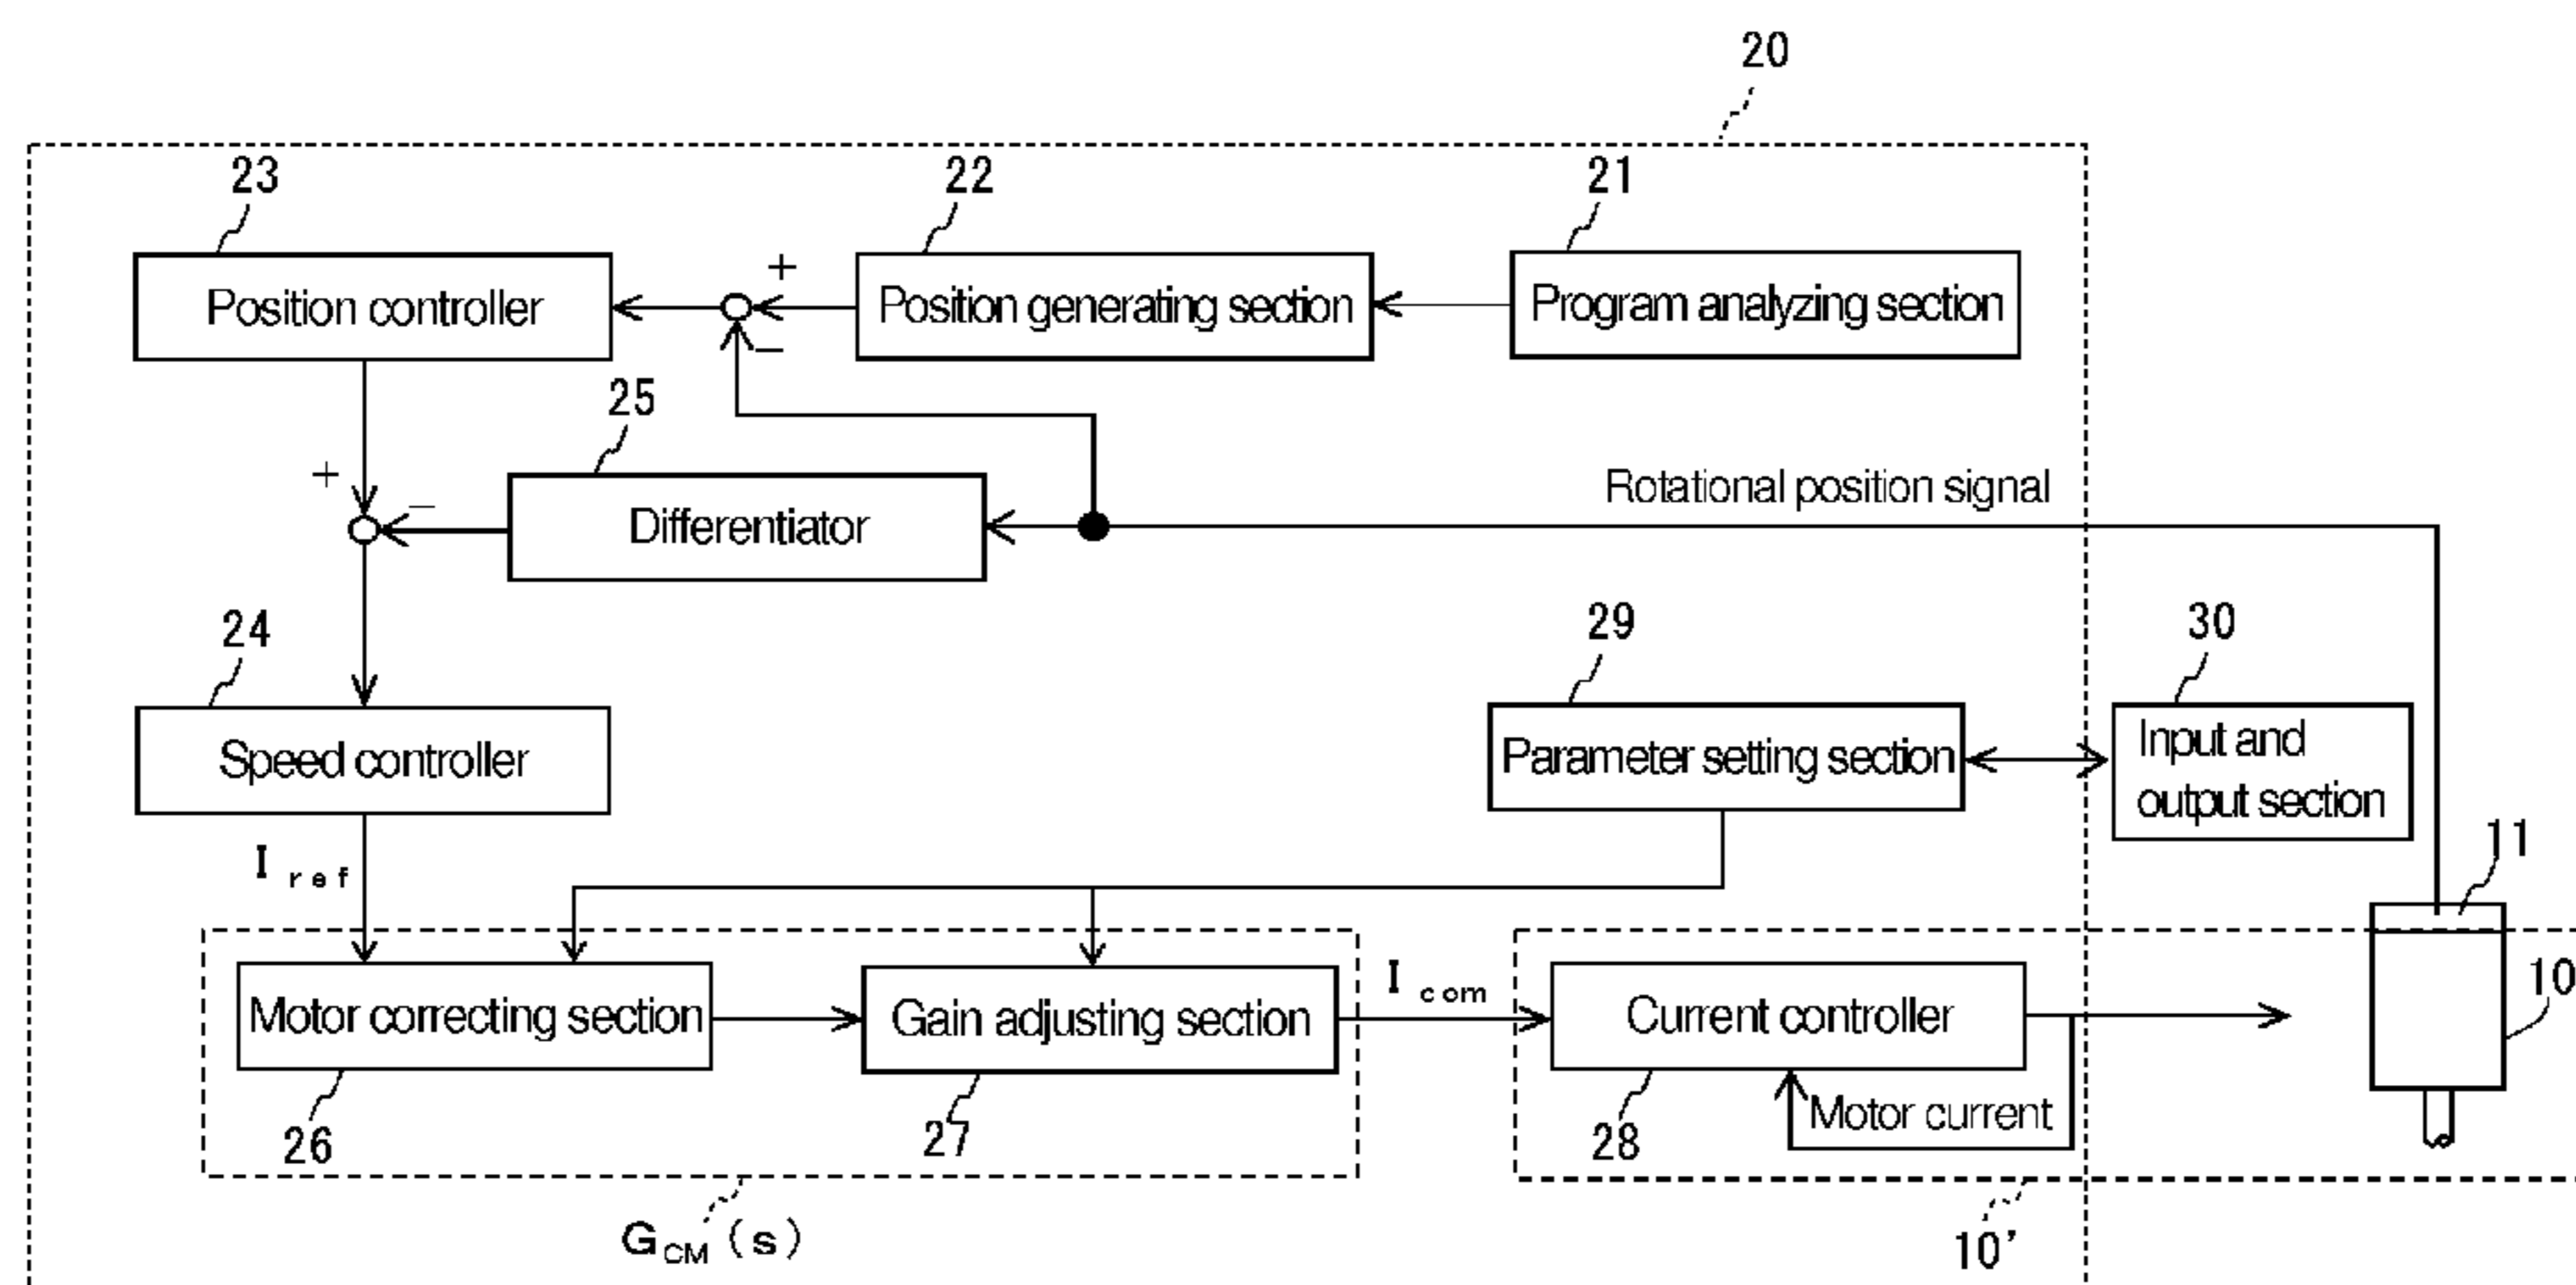 20
23
22
21
+
Position controller
Position generating section
Program analyzing section
−
25
+
−
Rotational position signal
Differentiator
24
29
30
Speed controller
Parameter setting section
Input and
output section
11
I ref
I com
10
Motor correcting section
Gain adjusting section
Current controller
Motor current
26
27
28
G CM (s)
10’